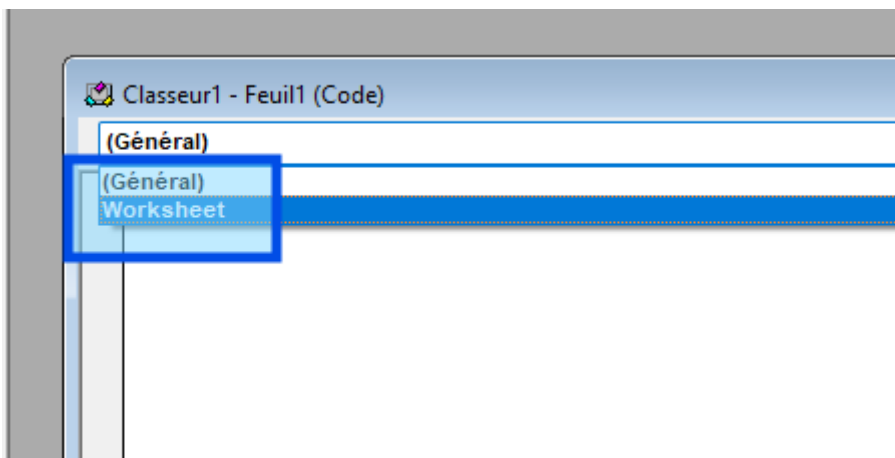 Classeur1 - Feuil1 (Code)
(Général)
(Général)
Worksheet